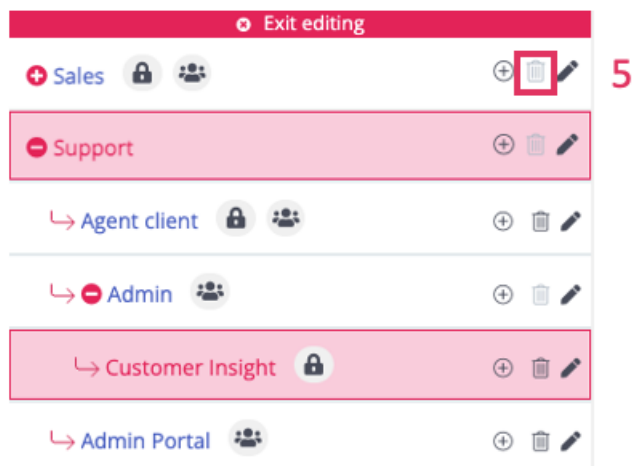 Exit editing
Sales
5
Support
Agent client
Admin
Customer Insight
Admin Portal